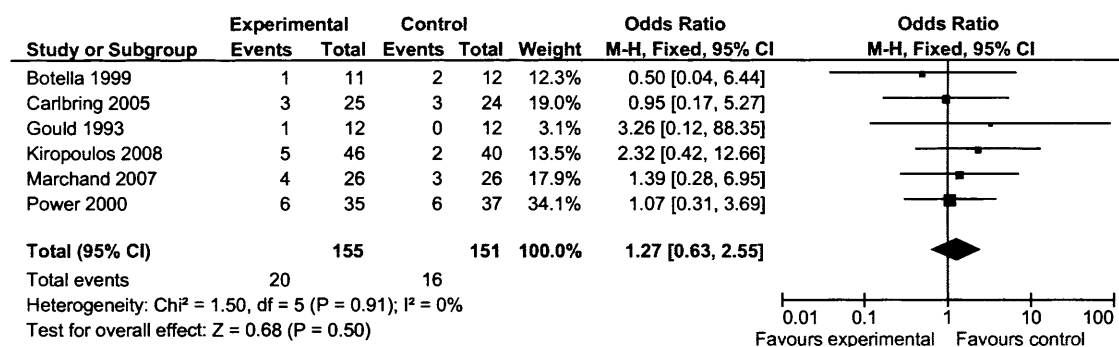 Experimental Control Odds Ratio Odds Ratio
Study or Subgroup Events Total Events Total Weight M-H, Fixed, 95% CI M-H, Fixed, 95% CI
Botella 1999 1 11 2 12 12.3% 0.50 [0.04, 6.44]
Carlbring 2005 3 25 3 24 19.0% 0.95 [0.17, 5.27]
Gould 1993 1 12 0 12 3.1% 3.26 [0.12, 88.35]
Kiropoulos 2008 5 46 2 40 13.5% 2.32 [0.42, 12.66]
Marchand 2007 4 26 3 26 17.9% 1.39 [0.28, 6.95]
Power 2000 6 35 6 37 34.1% 1.07 [0.31, 3.69]
Total (95% CI) 155 151 100.0% 1.27 [0.63, 2.55]
Total events 20 16
Heterogeneity: Chi² = 1.50, df = 5 (P = 0.91); I² = 0%
Test for overall effect: Z = 0.68 (P = 0.50)
0.01 0.1 1 10 100
Favours experimental Favours control